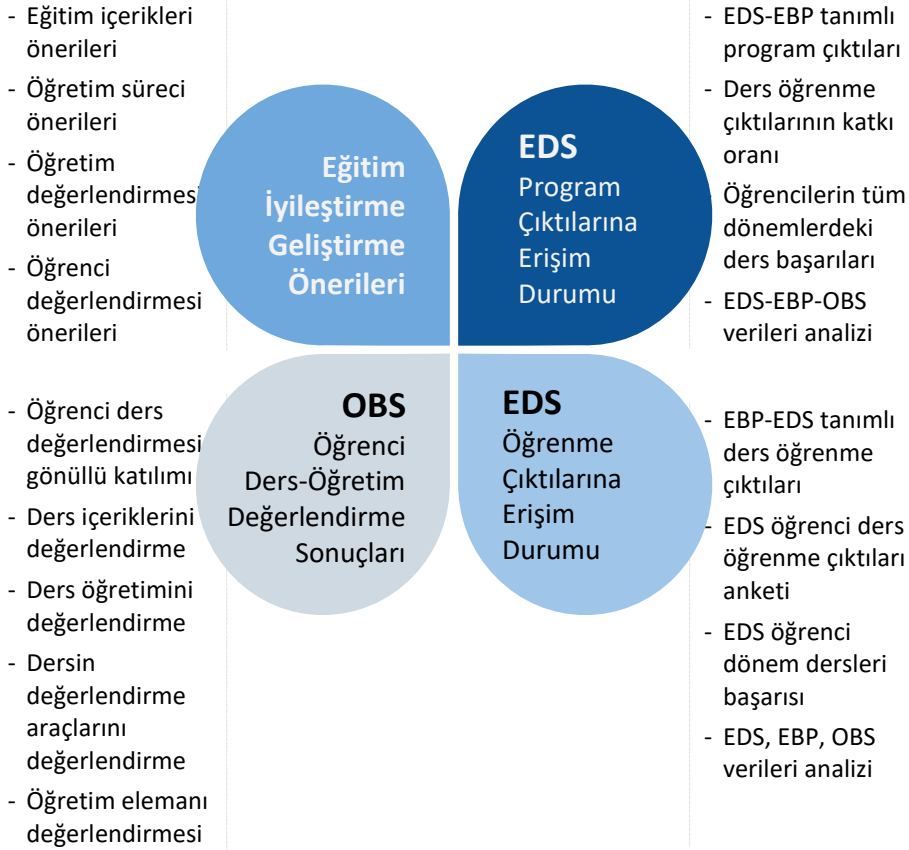 - Eğitim içerikleri
önerileri
- Öğretim süreci
önerileri
- Öğretim
değerlendirmesi
önerileri
- Öğrenci
değerlendirmesi
önerileri
Eğitim
İyileştirme
Geliştirme
Önerileri
EDS
Program
Çıktılarına
Erişim
Durumu
- EDS-EBP tanımlı
program çıktıları
- Ders öğrenme
çıktılarının katkı
oranı
Öğrencilerin tüm
dönemlerdeki
ders başarıları
- EDS-EBP-OBS
verileri analizi
- Öğrenci ders
değerlendirmesi
gönüllü katılımı
- Ders içeriklerini
değerlendirme
- Ders öğretimini
değerlendirme
- Dersin
değerlendirme
araçlarını
değerlendirme
- Öğretim elemanı
değerlendirmesi
OBS
Öğrenci
Ders-Öğretim
Değerlendirme
Sonuçları
EDS
Öğrenme
Çıktılarına
Erişim
Durumu
- EBP-EDS tanımlı
ders öğrenme
çıktıları
- EDS öğrenci ders
öğrenme çıktıları
anketi
- EDS öğrenci
dönem dersleri
başarısı
- EDS, EBP, OBS
verileri analizi